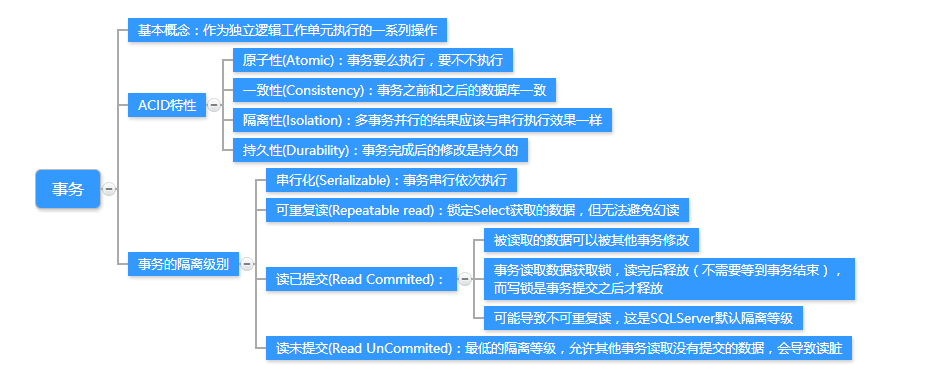 事务
基本概念：作为独立逻辑工作单元执行的一系列操作
ACID特性
原子性(Atomic)：事务要么执行，要不不执行
一致性(Consistency)：事务之前和之后的数据库一致
隔离性(Isolation)：多事务并行的结果应该与串行执行效果一样
持久性(Durability)：事务完成后的修改是持久的
事务的隔离级别
串行化(Serializable)：事务串行依次执行
可重复读(Repeatable read)：锁定Select获取的数据，但无法避免幻读
读已提交(Read Commited)：
被读取的数据可以被其他事务修改
事务读取数据获取锁，读完后释放（不需要等到事务结束），
而写锁是事务提交之后才释放
可能导致不可重复读，这是SQLServer默认隔离等级
读未提交(Read UnCommited)：最低的隔离等级，允许其他事务读取没有提交的数据，会导致读脏